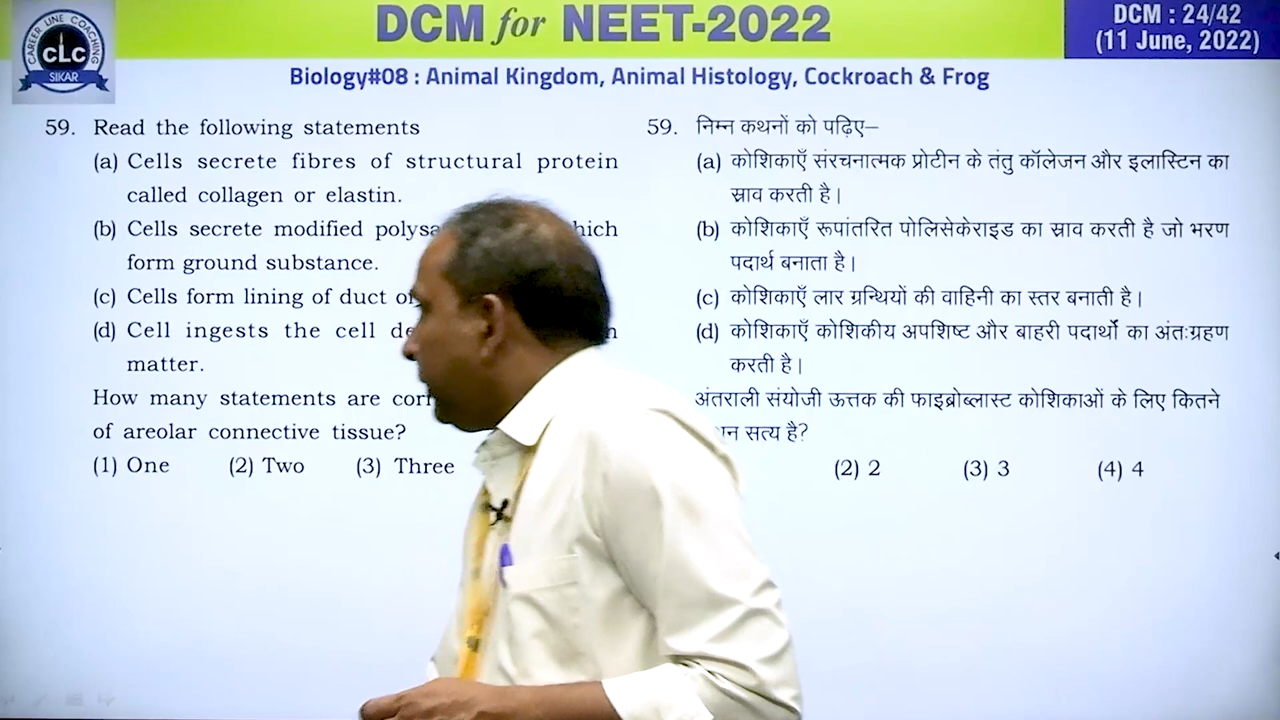 CAREER LINE COACHING
CLC
SIKAR
DCM for NEET-2022
DCM : 24/42
(11 June, 2022)
Biology#08 : Animal Kingdom, Animal Histology, Cockroach & Frog
59. Read the following statements
(a) Cells secrete fibres of structural protein
called collagen or elastin.
(b) Cells secrete modified
form ground substance.
(c) Cells form lining of duct
(d) Cell ingests the cell
matter.
How many statements are
of areolar connective tissue?
(1) One (2) Two (3) Three
59. निम्न कथनों को पढ़िए–
(a) कोशिकाएँ संरचनात्मक प्रोटीन के तंतु कॉलेजन और इलास्टिन का
स्राव करती है।
(b) कोशिकाएँ रूपांतरित पोलिसेकेराइड का स्राव करती है जो भरण
पदार्थ बनाता है।
(c) कोशिकाएँ लार ग्रन्थियों की वाहिनी का स्तर बनाती है।
(d) कोशिकाएँ कोशिकीय अपशिष्ट और बाहरी पदार्थों का अंतःग्रहण
करती है।
अंतराली संयोजी ऊत्तक की फाइब्रोब्लास्ट कोशिकाओं के लिए कितने
सत्य है?
(2) 2 (3) 3 (4) 4